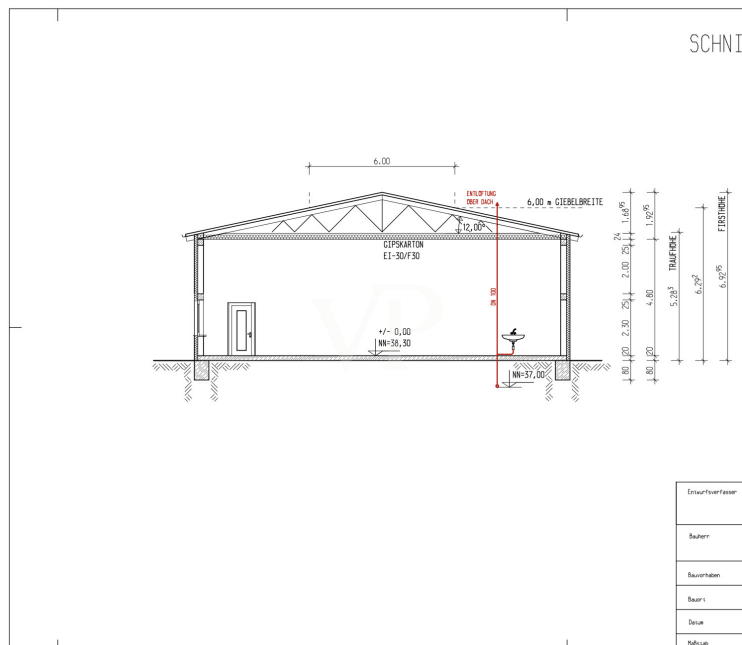 SCHNI
6.00
ENTLÜFTUNG
ÜBER DACH
6,00 m GIEBELBREITE
12,00°
GIPSKARTON
EI-30/F30
DN 100
+/- 0,00
NN=38,30
NN=37,00
1.68⁹⁵
24
25
2.00
25
2.30
20
80
1.92⁹⁵
4.80
20
80
TRAUFHÖHE
5.28³
6.29²
FIRSTHÖHE
6.92⁹⁵
VP
Entwurfsverfasser
Bauherr
Bauvorhaben
Bauort
Datum
Maßstab